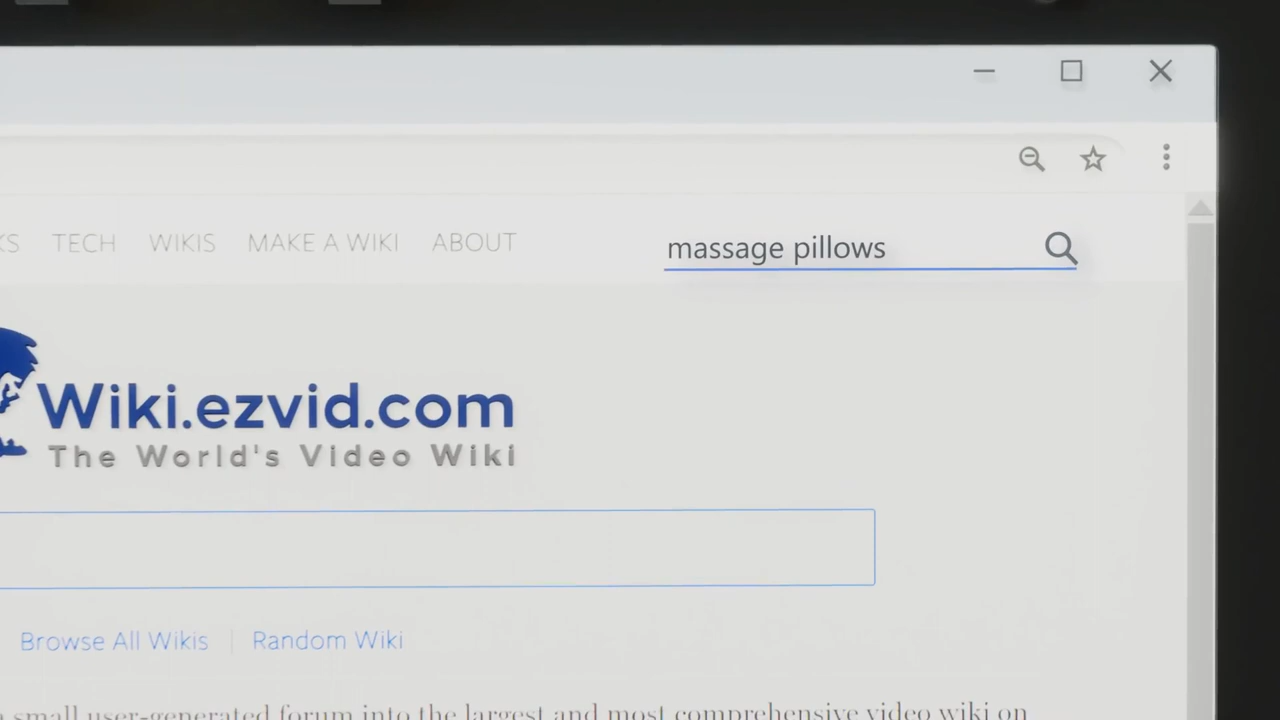 TECH WIKIS MAKE A WIKI ABOUT
massage pillows
Wiki.ezvid.com
The World's Video Wiki
Browse All Wikis Random Wiki
small user-generated forum into the largest and most comprehensive video wiki on